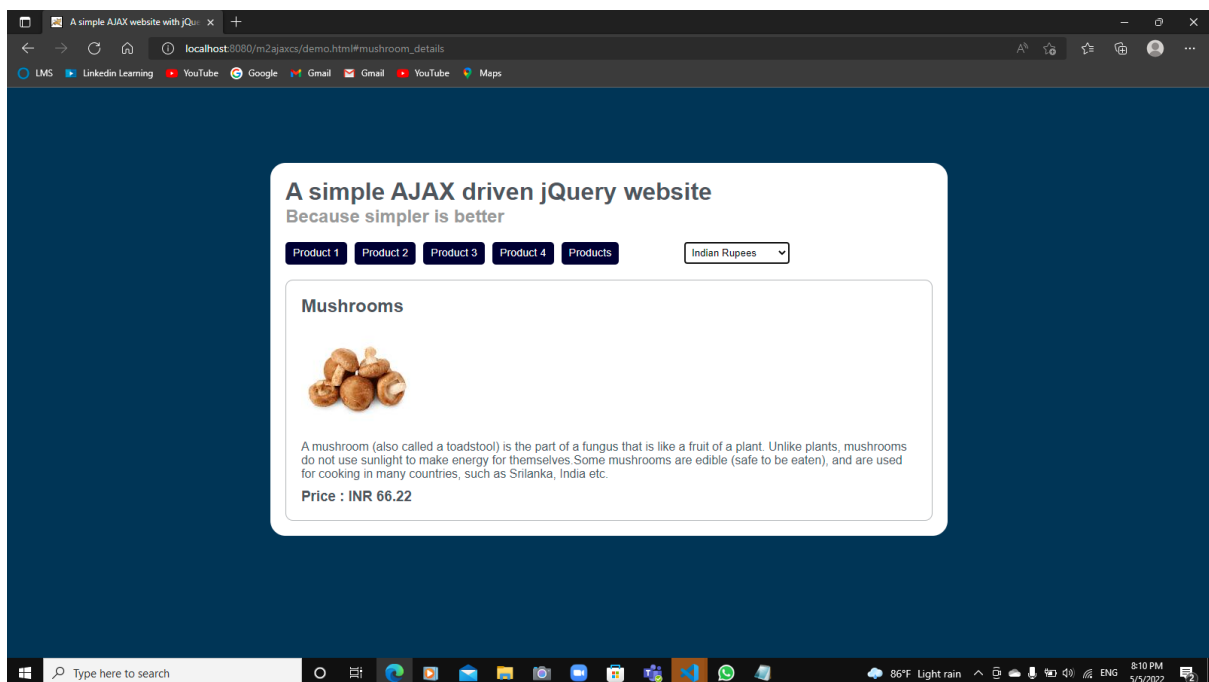 A simple AJAX website with jQue
localhost:8080/m2ajaxcs/demo.html#mushroom_details
LMS Linkedin Learning YouTube Google Gmail Gmail YouTube Maps
A simple AJAX driven jQuery website
Because simpler is better
Product 1 Product 2 Product 3 Product 4 Products Indian Rupees
Mushrooms
A mushroom (also called a toadstool) is the part of a fungus that is like a fruit of a plant. Unlike plants, mushrooms
do not use sunlight to make energy for themselves.Some mushrooms are edible (safe to be eaten), and are used
for cooking in many countries, such as Srilanka, India etc.
Price : INR 66.22
Type here to search 86°F Light rain ENG 8:10 PM
5/5/2022 2